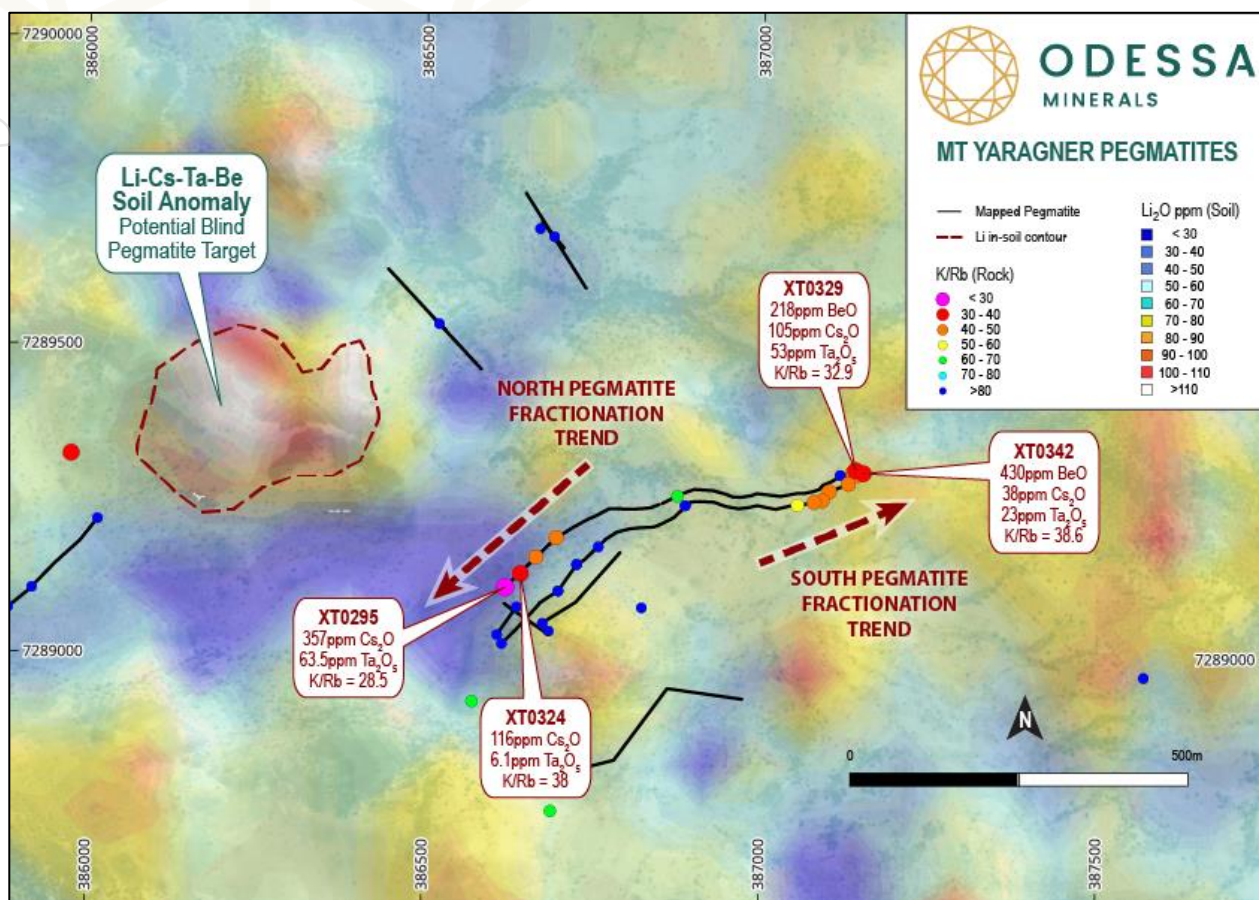 7290000
386000
386500
387000
ODESSA
MINERALS
MT YARAGNER PEGMATITES
Mapped Pegmatite
Li in-soil contour
K/Rb (Rock)
< 30
30 - 40
40 - 50
50 - 60
60 - 70
70 - 80
>80
Li₂O ppm (Soil)
< 30
30 - 40
40 - 50
50 - 60
60 - 70
70 - 80
80 - 90
90 - 100
100 - 110
>110
Li-Cs-Ta-Be
Soil Anomaly
Potential Blind
Pegmatite Target
7289500
XT0329
218ppm BeO
105ppm Cs₂O
53ppm Ta₂O₅
K/Rb = 32.9
NORTH PEGMATITE
FRACTIONATION
TREND
XT0342
430ppm BeO
38ppm Cs₂O
23ppm Ta₂O₅
K/Rb = 38.6
SOUTH PEGMATITE
FRACTIONATION
TREND
XT0295
357ppm Cs₂O
63.5ppm Ta₂O₅
K/Rb = 28.5
7289000
7289000
XT0324
116ppm Cs₂O
6.1ppm Ta₂O₅
K/Rb = 38
N
0 500m
386000
386500
387000
387500